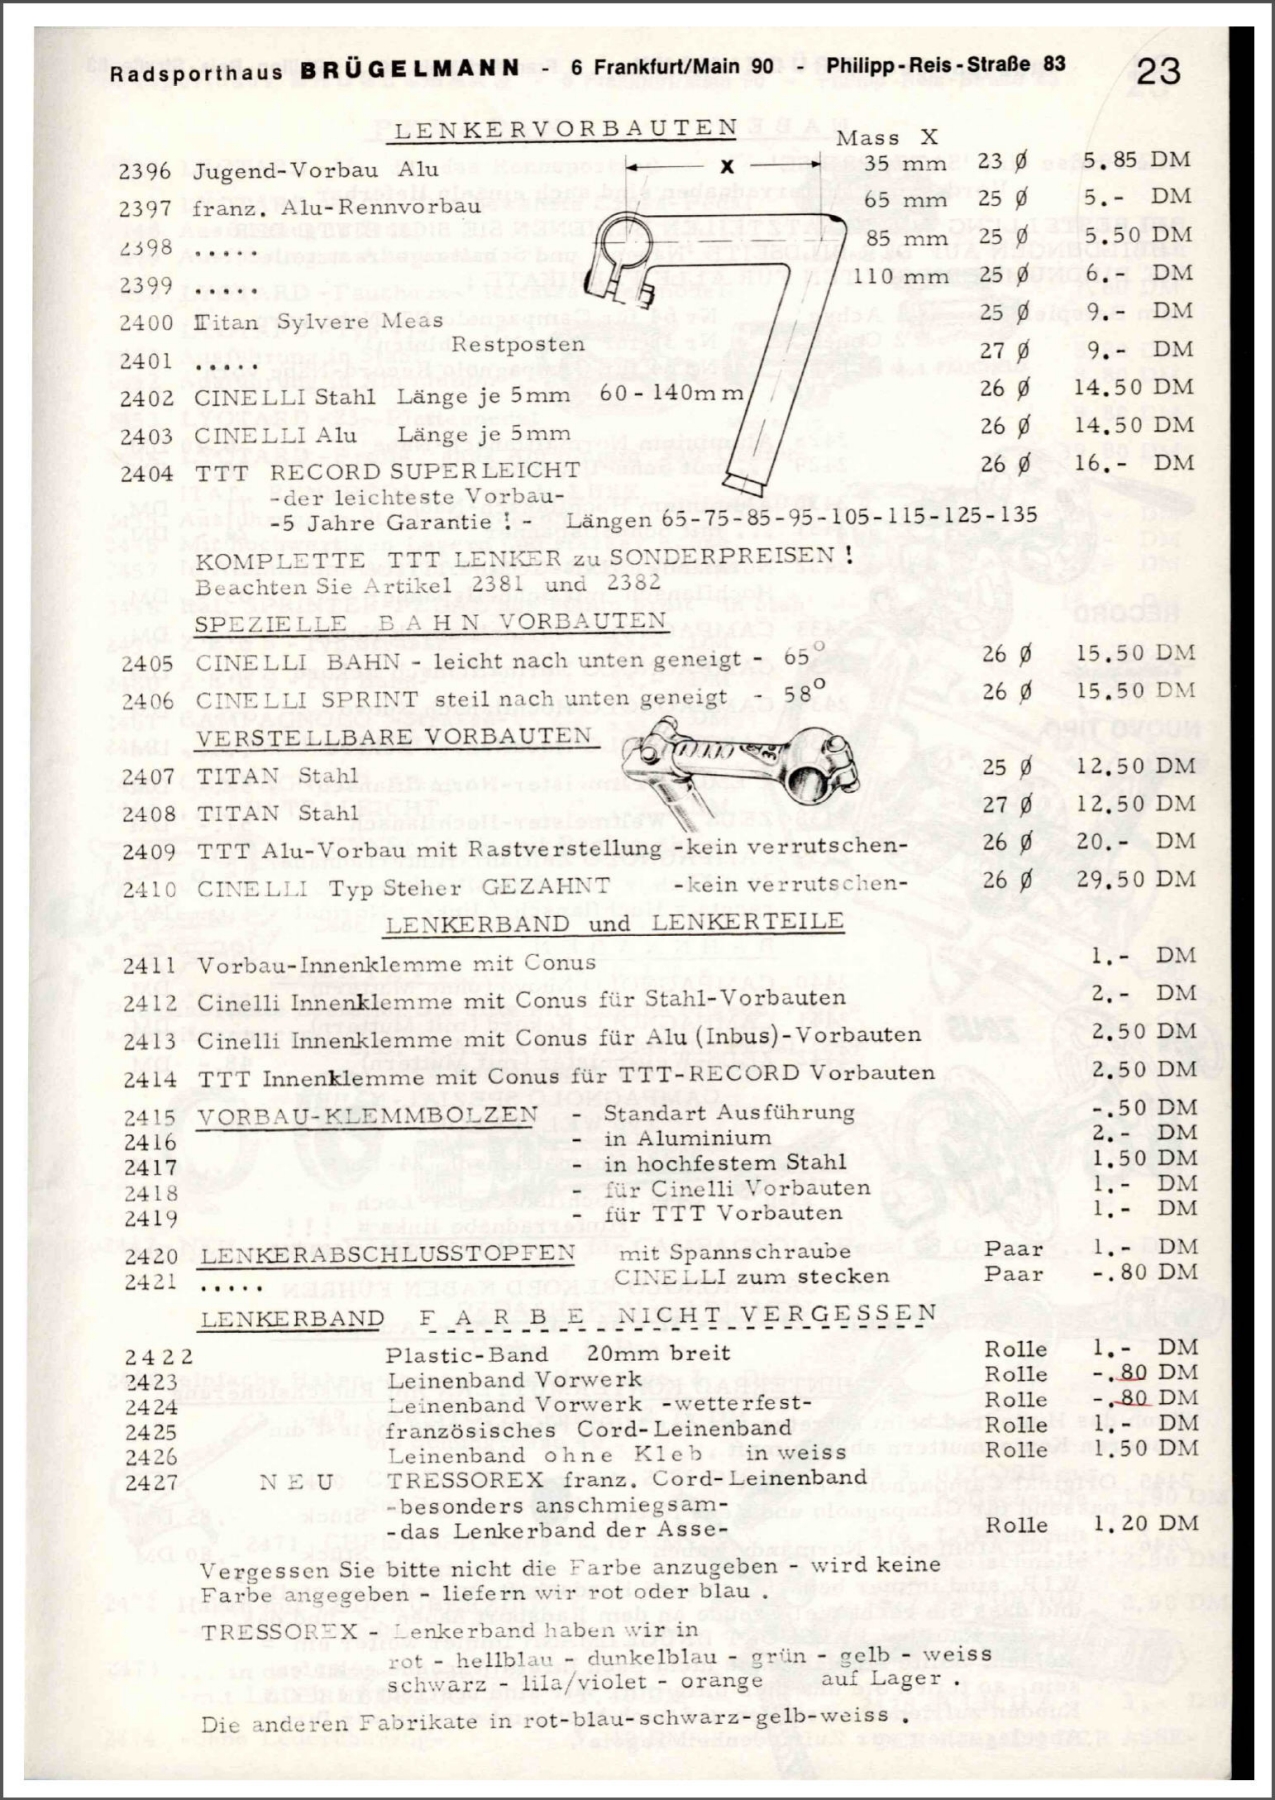 Radsporthaus BRÜGELMANN - 6 Frankfurt/Main 90 - Philipp-Reis-Straße 83 23
LENKERVORBAUTEN Mass X
2396 Jugend-Vorbau Alu X 35 mm 23 ø 5.85 DM
2397 franz. Alu-Rennvorbau 65 mm 25 ø 5.- DM
2398 ..... 85 mm 25 ø 5.50 DM
2399 ..... 110 mm 25 ø 6.- DM
2400 Titan Sylvere Meas 25 ø 9.- DM
Restposten
2401 ..... 27 ø 9.- DM
2402 CINELLI Stahl Länge je 5mm 60-140mm 26 ø 14.50 DM
2403 CINELLI Alu Länge je 5mm 26 ø 14.50 DM
2404 TTT RECORD SUPERLEICHT 26 ø 16.- DM
-der leichteste Vorbau-
-5 Jahre Garantie ! - Längen 65-75-85-95-105-115-125-135
KOMPLETTE TTT LENKER zu SONDERPREISEN !
Beachten Sie Artikel 2381 und 2382
SPEZIELLE BAHN VORBAUTEN
2405 CINELLI BAHN - leicht nach unten geneigt - 65° 26 ø 15.50 DM
2406 CINELLI SPRINT steil nach unten geneigt - 58° 26 ø 15.50 DM
VERSTELLBARE VORBAUTEN
2407 TITAN Stahl 25 ø 12.50 DM
2408 TITAN Stahl 27 ø 12.50 DM
2409 TTT Alu-Vorbau mit Rastverstellung -kein verrutschen- 26 ø 20.- DM
2410 CINELLI Typ Steher GEZAHNT -kein verrutschen- 26 ø 29.50 DM
LENKERBAND und LENKERTEILE
2411 Vorbau-Innenklemme mit Conus 1.- DM
2412 Cinelli Innenklemme mit Conus für Stahl-Vorbauten 2.- DM
2413 Cinelli Innenklemme mit Conus für Alu (Inbus)-Vorbauten 2.50 DM
2414 TTT Innenklemme mit Conus für TTT-RECORD Vorbauten 2.50 DM
2415 VORBAU-KLEMMBOLZEN - Standart Ausführung -.50 DM
2416 - in Aluminium 2.- DM
2417 - in hochfestem Stahl 1.50 DM
2418 - für Cinelli Vorbauten 1.- DM
2419 - für TTT Vorbauten 1.- DM
2420 LENKERABSCHLUSSTOPFEN mit Spannschraube Paar 1.- DM
2421 ..... CINELLI zum stecken Paar -.80 DM
LENKERBAND FARBE NICHT VERGESSEN
2422 Plastic-Band 20mm breit Rolle 1.- DM
2423 Leinenband Vorwerk Rolle -.80 DM
2424 Leinenband Vorwerk -wetterfest- Rolle -.80 DM
2425 französisches Cord-Leinenband Rolle 1.- DM
2426 Leinenband ohne Kleb in weiss Rolle 1.50 DM
2427 NEU TRESSOREX franz. Cord-Leinenband
-besonders anschmiegsam-
-das Lenkerband der Asse- Rolle 1.20 DM
Vergessen Sie bitte nicht die Farbe anzugeben - wird keine
Farbe angegeben - liefern wir rot oder blau .
TRESSOREX - Lenkerband haben wir in
rot - hellblau - dunkelblau - grün - gelb - weiss
schwarz - lila/violet - orange auf Lager .
Die anderen Fabrikate in rot-blau-schwarz-gelb-weiss .